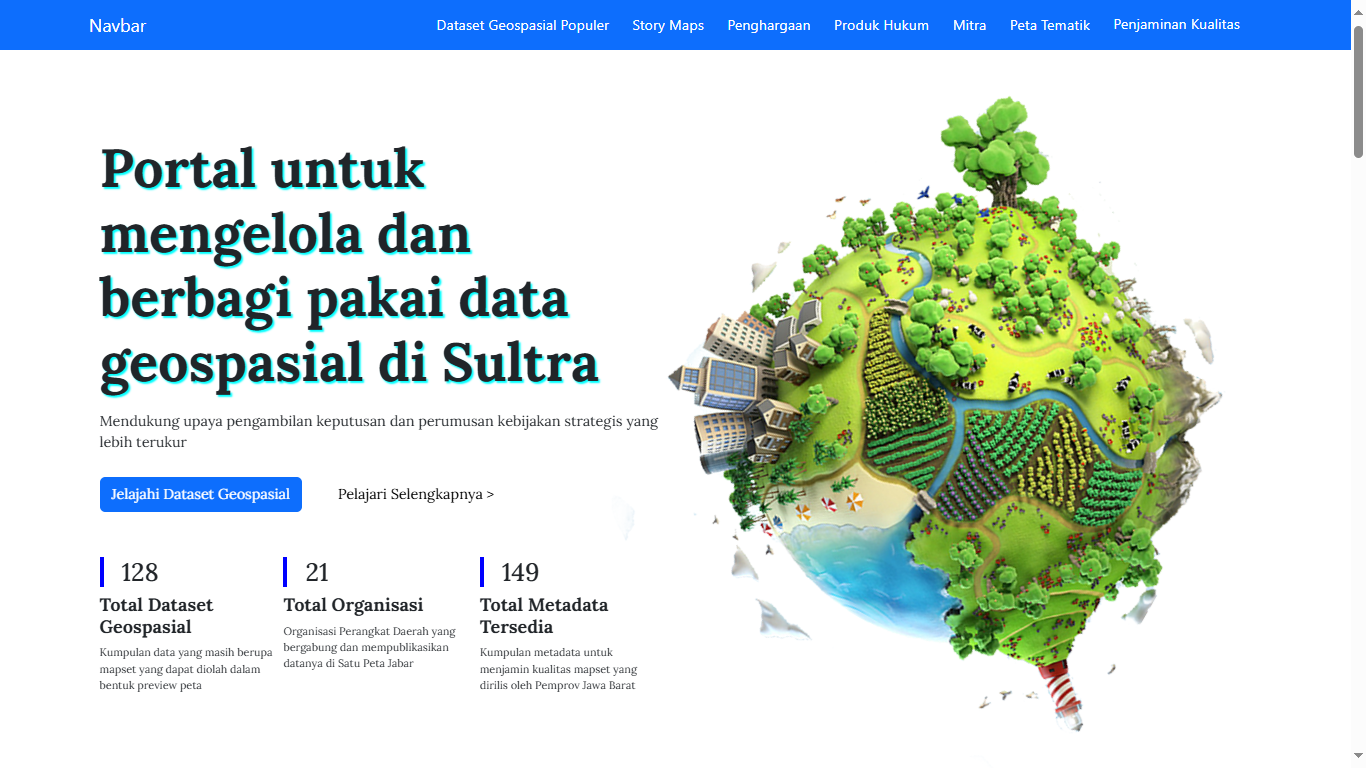 Navbar
Dataset Geospasial Populer
Story Maps
Penghargaan
Produk Hukum
Mitra
Peta Tematik
Penjaminan Kualitas
Portal untuk
mengelola dan
berbagi pakai data
geospasial di Sultra
Mendukung upaya pengambilan keputusan dan perumusan kebijakan strategis yang
lebih terukur
Jelajahi Dataset Geospasial
Pelajari Selengkapnya >
128
Total Dataset
Geospasial
Kumpulan data yang masih berupa
mapset yang dapat diolah dalam
bentuk preview peta
21
Total Organisasi
Organisasi Perangkat Daerah yang
bergabung dan mempublikasikan
datanya di Satu Peta Jabar
149
Total Metadata
Tersedia
Kumpulan metadata untuk
menjamin kualitas mapset yang
dirilis oleh Pemprov Jawa Barat